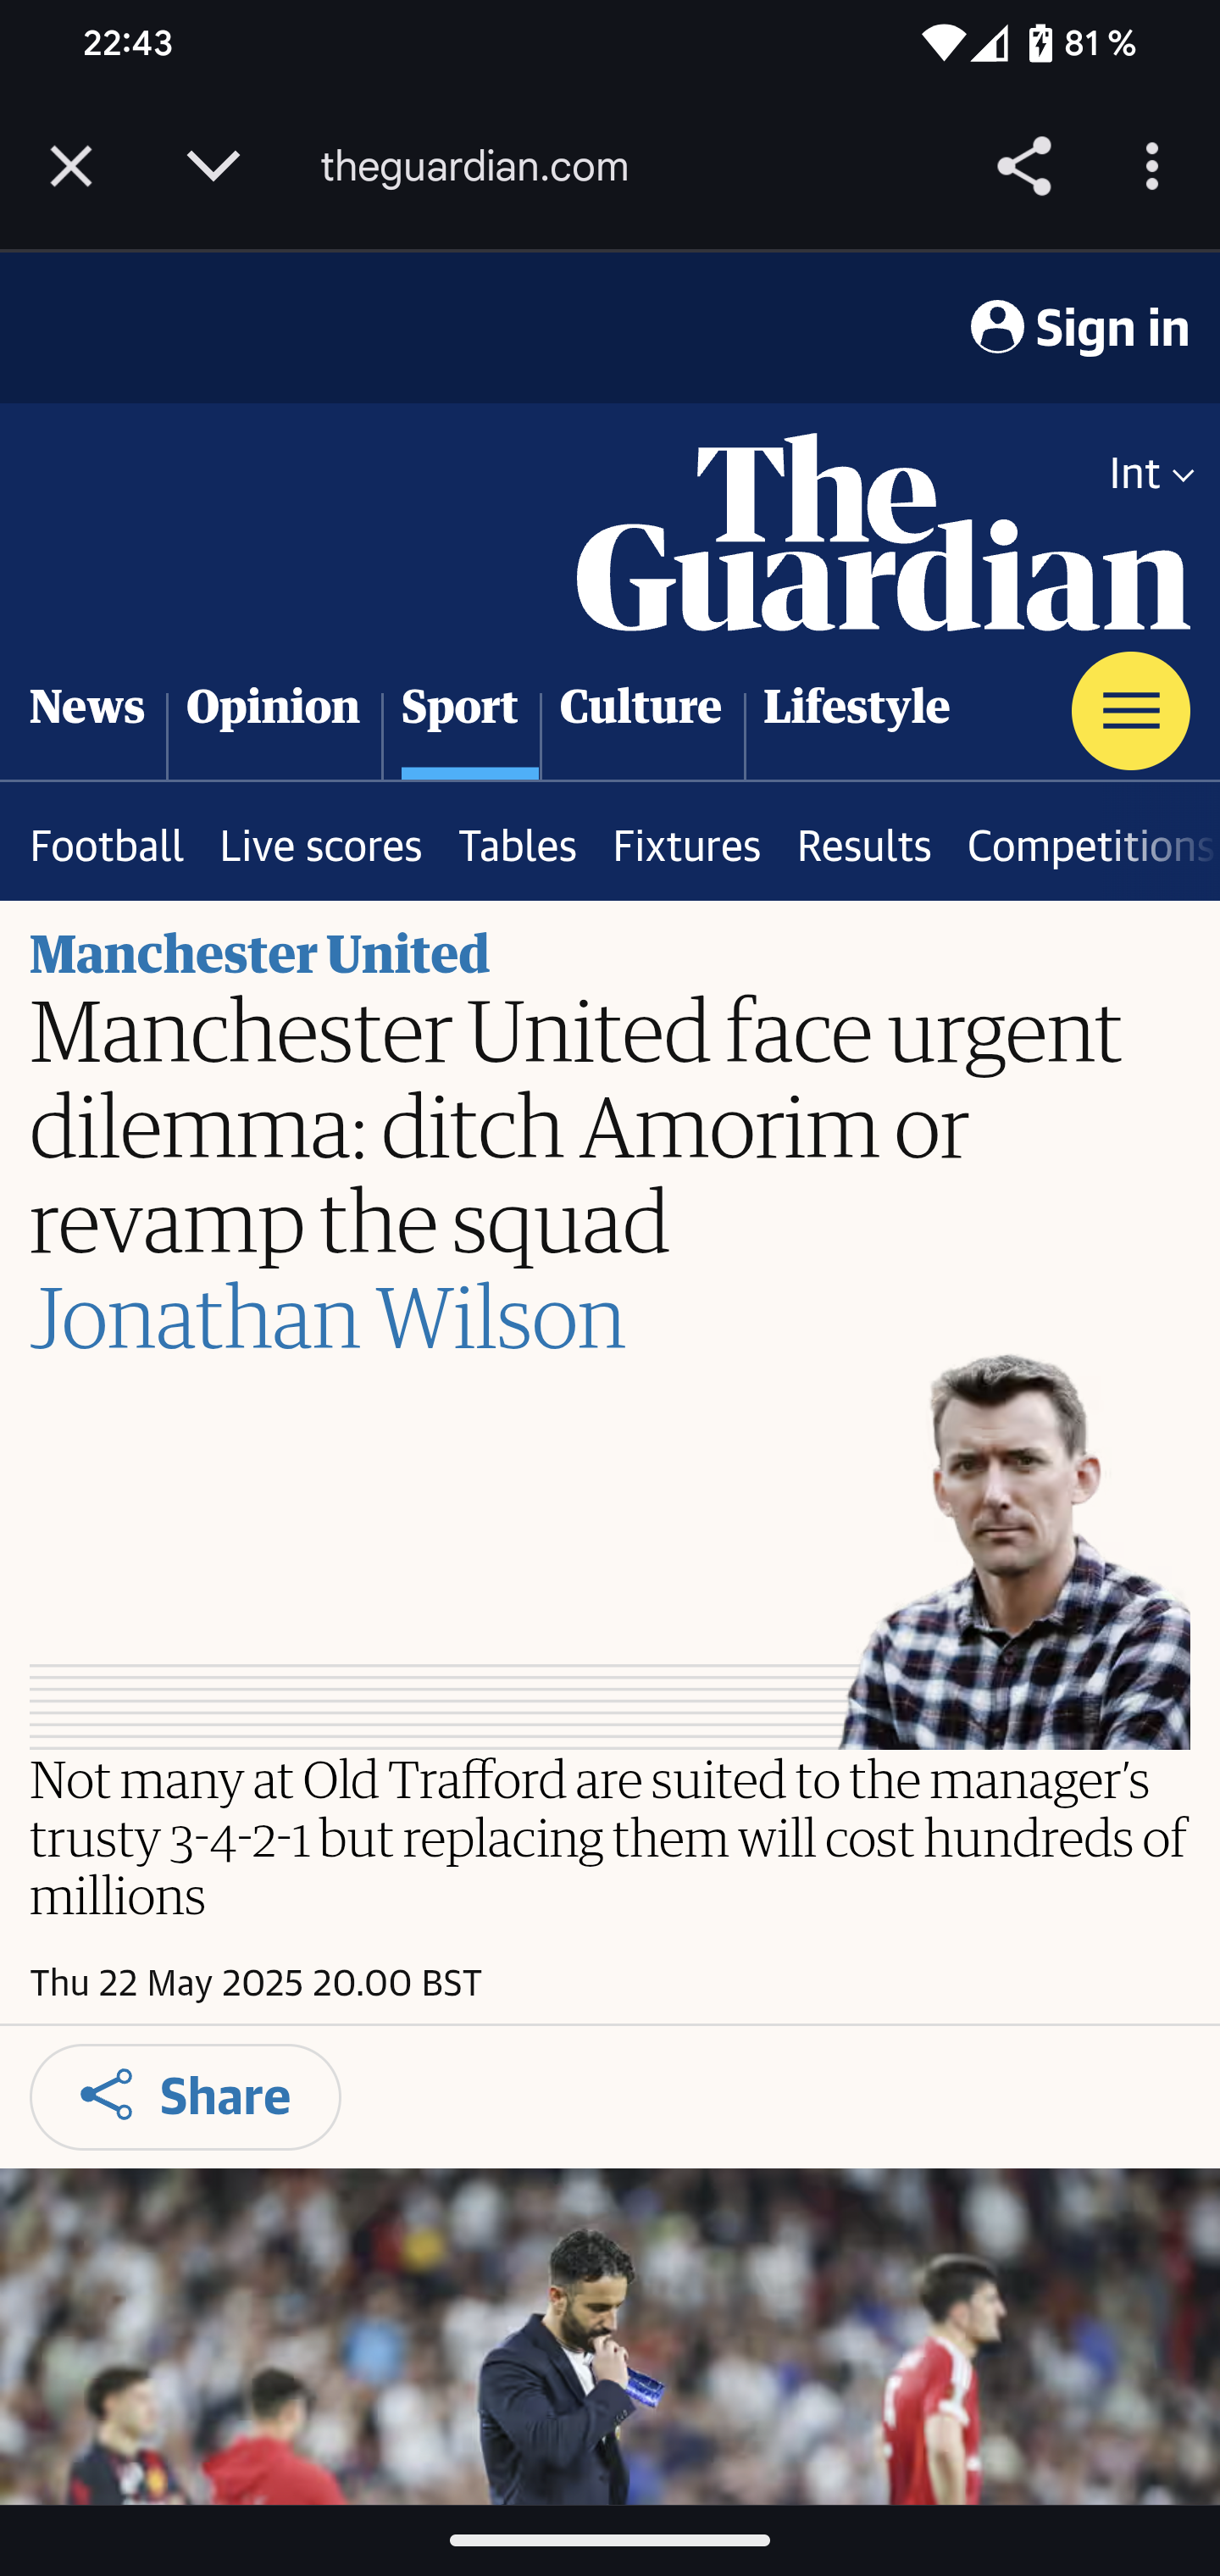 22:43
81 %
theguardian.com
Sign in
The
Guardian
Int
News
Opinion
Sport
Culture
Lifestyle
Football
Live scores
Tables
Fixtures
Results
Competitions
Manchester United
Manchester United face urgent
dilemma: ditch Amorim or
revamp the squad
Jonathan Wilson
Not many at Old Trafford are suited to the manager’s
trusty 3-4-2-1 but replacing them will cost hundreds of
millions
Thu 22 May 2025 20.00 BST
Share